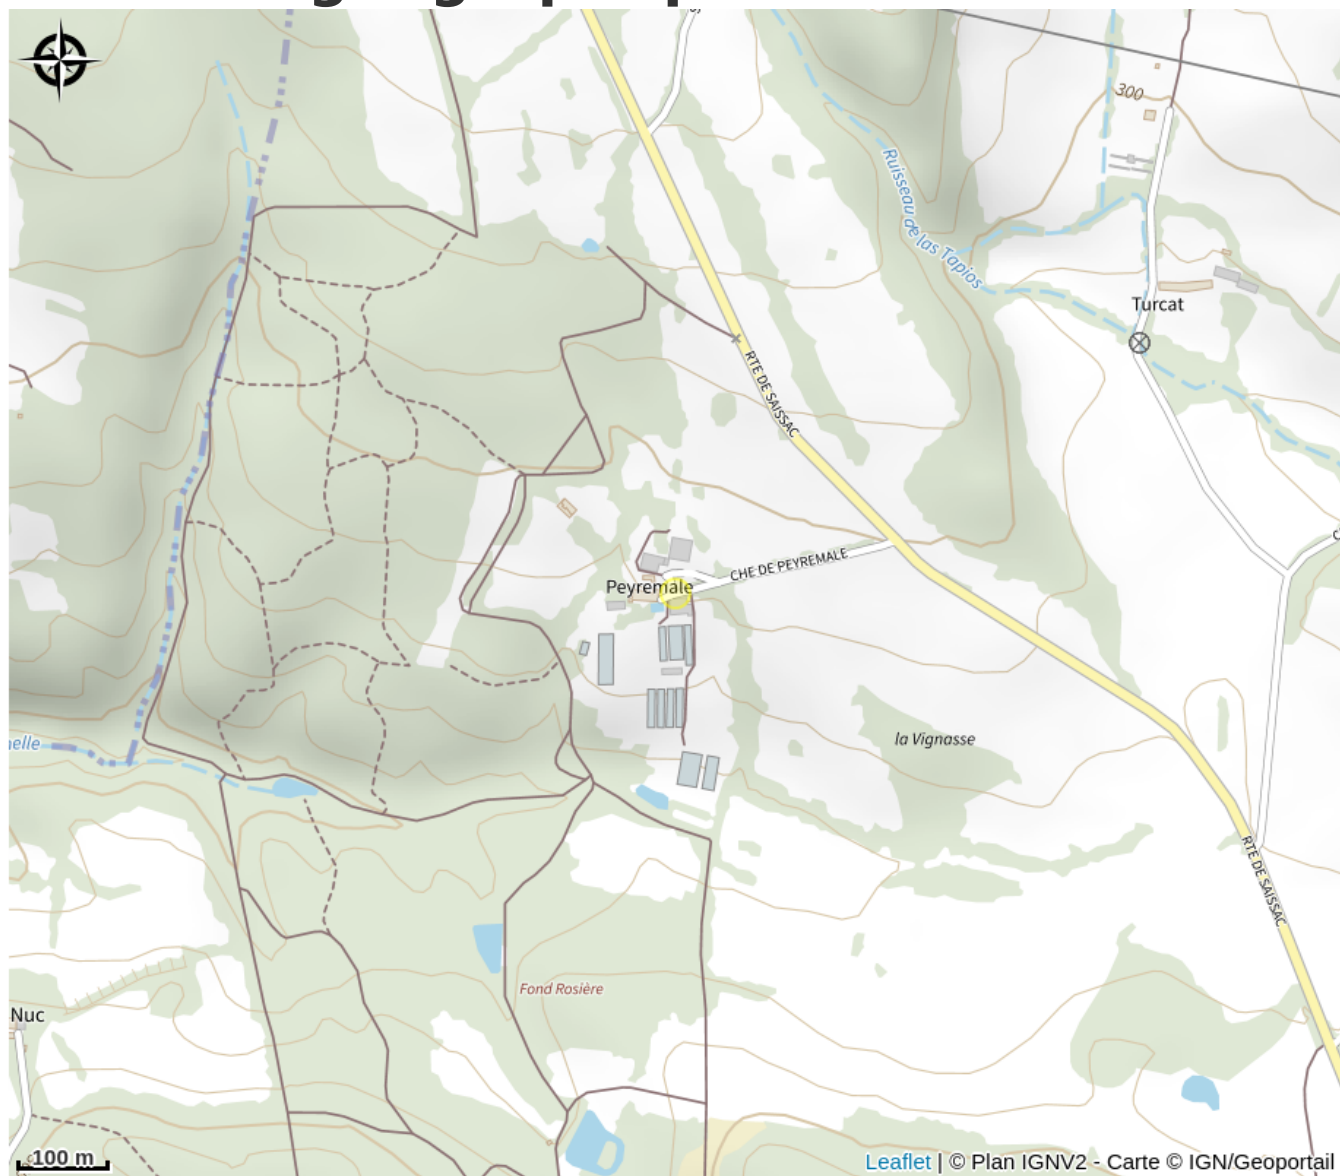 300
Ruisseau de las Tapios
Turcat
RTE DE SAISSAC
CHE DE PEYREMALE
Peyremale
la Vignasse
nelle
RTE DE SAISSAC
Fond Rosière
Nuc
100 m
Leaflet | © Plan IGNV2 - Carte © IGN/Geoportail